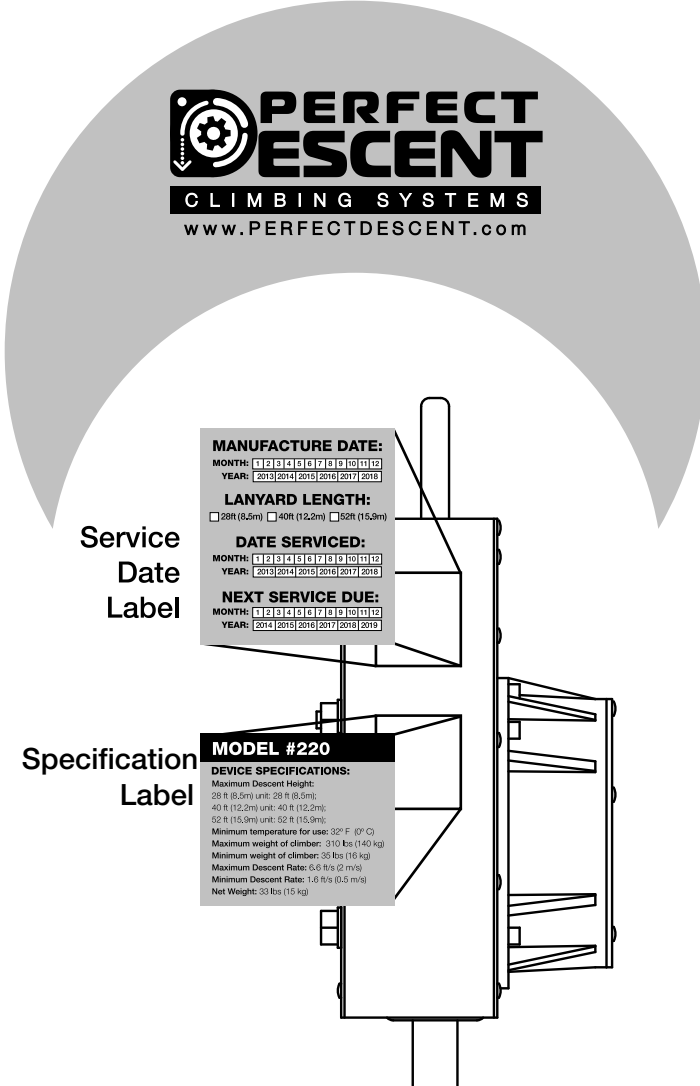 PERFECT
DESCENT
CLIMBING SYSTEMS
www.PERFECTDESCENT.com
Service
Date
Label
MANUFACTURE DATE:
MONTH: 1 2 3 4 5 6 7 8 9 10 11 12
YEAR: 2013 2014 2015 2016 2017 2018
LANYARD LENGTH:
28ft (8.5m) 40ft (12.2m) 52ft (15.9m)
DATE SERVICED:
MONTH: 1 2 3 4 5 6 7 8 9 10 11 12
YEAR: 2013 2014 2015 2016 2017 2018
NEXT SERVICE DUE:
MONTH: 1 2 3 4 5 6 7 8 9 10 11 12
YEAR: 2014 2015 2016 2017 2018 2019
Specification
Label
MODEL #220
DEVICE SPECIFICATIONS:
Maximum Descent Height:
28 ft (8.5m) unit: 28 ft (8.5m);
40 ft (12.2m) unit: 40 ft (12.2m);
52 ft (15.9m) unit: 52 ft (15.9m);
Minimum temperature for use: 32º F (0º C)
Maximum weight of climber: 310 lbs (140 kg)
Minimum weight of climber: 35 lbs (16 kg)
Maximum Descent Rate: 6.6 ft/s (2 m/s)
Minimum Descent Rate: 1.6 ft/s (0.5 m/s)
Net Weight: 33 lbs (15 kg)